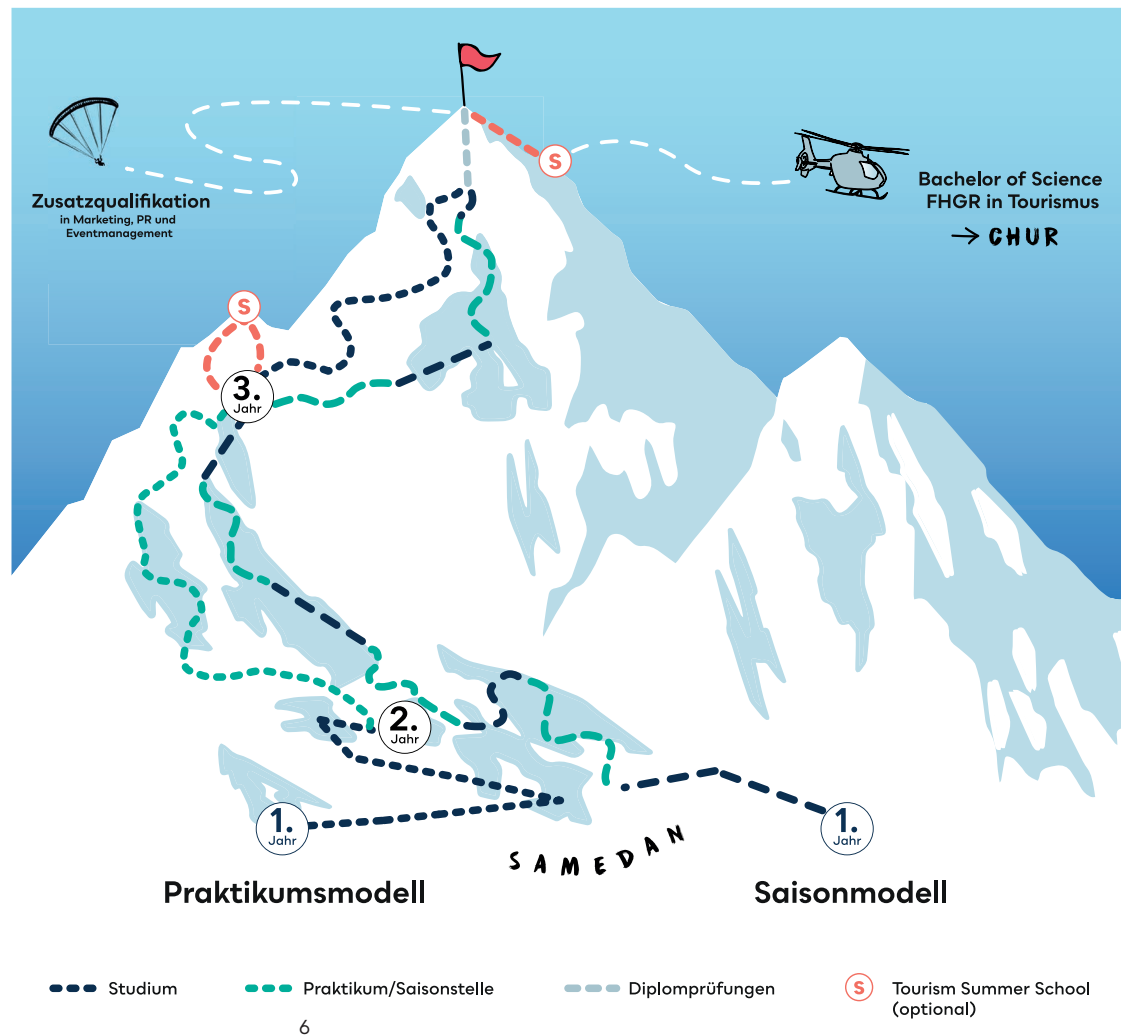 Zusatzqualifikation
in Marketing, PR und
Eventmanagement
S
Bachelor of Science
FHGR in Tourismus
→ CHUR
S
3.
Jahr
2.
Jahr
1.
Jahr
1.
Jahr
SAMEDAN
Praktikumsmodell
Saisonmodell
Studium
Praktikum/Saisonstelle
Diplomprüfungen
S
Tourism Summer School
(optional)
6